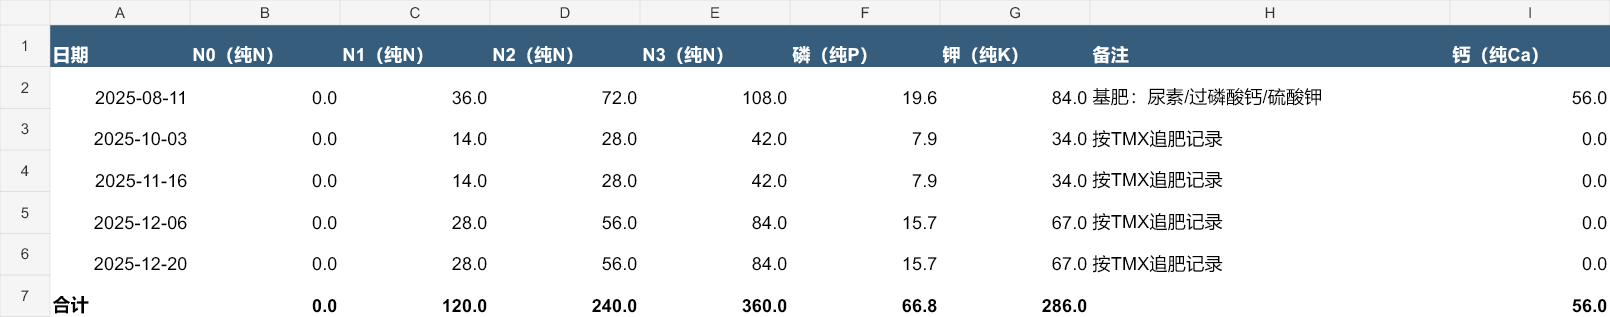 A B C D E F G H I
1 日期 N0（纯N） N1（纯N） N2（纯N） N3（纯N） 磷（纯P） 钾（纯K） 备注 钙（纯Ca）
2 2025-08-11 0.0 36.0 72.0 108.0 19.6 84.0 基肥：尿素/过磷酸钙/硫酸钾 56.0
3 2025-10-03 0.0 14.0 28.0 42.0 7.9 34.0 按TMX追肥记录 0.0
4 2025-11-16 0.0 14.0 28.0 42.0 7.9 34.0 按TMX追肥记录 0.0
5 2025-12-06 0.0 28.0 56.0 84.0 15.7 67.0 按TMX追肥记录 0.0
6 2025-12-20 0.0 28.0 56.0 84.0 15.7 67.0 按TMX追肥记录 0.0
7 合计 0.0 120.0 240.0 360.0 66.8 286.0 56.0